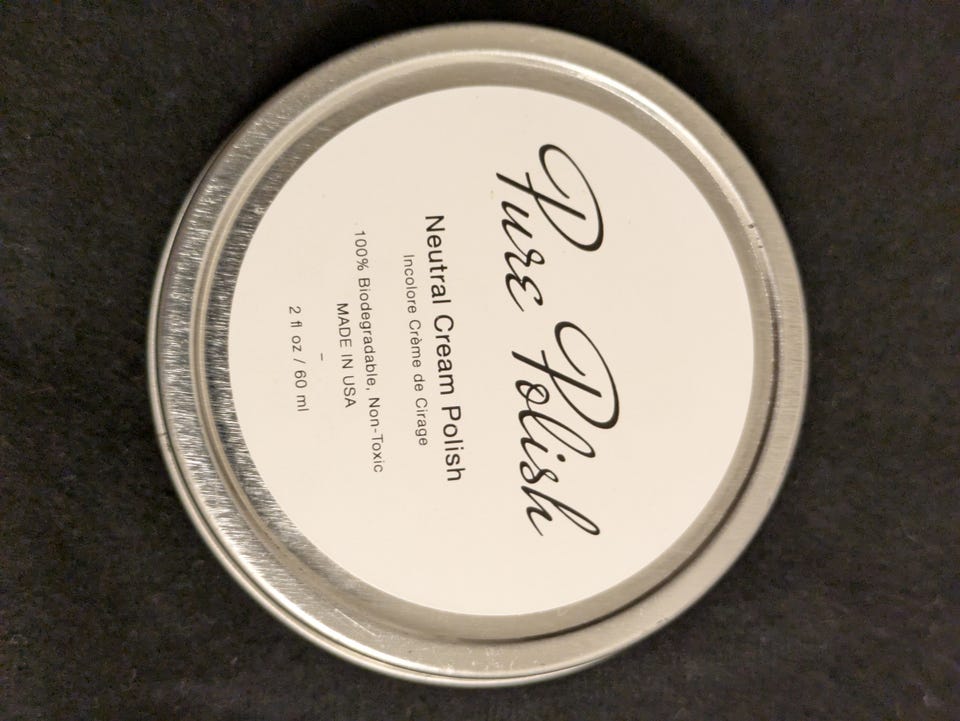 Pure Polish
Neutral Cream Polish
Incolore Crème de Cirage
100% Biodegradable, Non-Toxic
MADE IN USA
–
2 fl oz / 60 ml